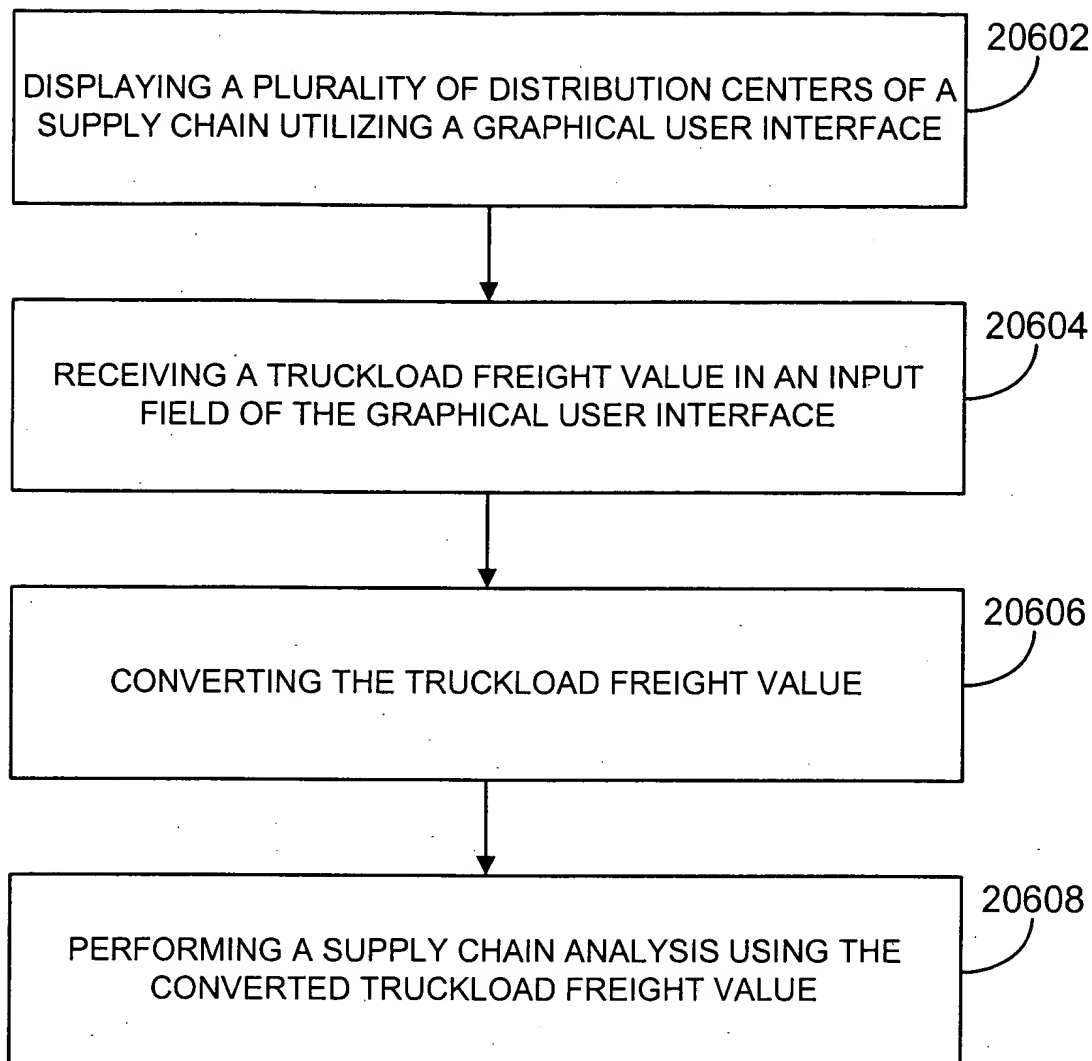 20602
DISPLAYING A PLURALITY OF DISTRIBUTION CENTERS OF A
SUPPLY CHAIN UTILIZING A GRAPHICAL USER INTERFACE
20604
RECEIVING A TRUCKLOAD FREIGHT VALUE IN AN INPUT
FIELD OF THE GRAPHICAL USER INTERFACE
20606
CONVERTING THE TRUCKLOAD FREIGHT VALUE
20608
PERFORMING A SUPPLY CHAIN ANALYSIS USING THE
CONVERTED TRUCKLOAD FREIGHT VALUE